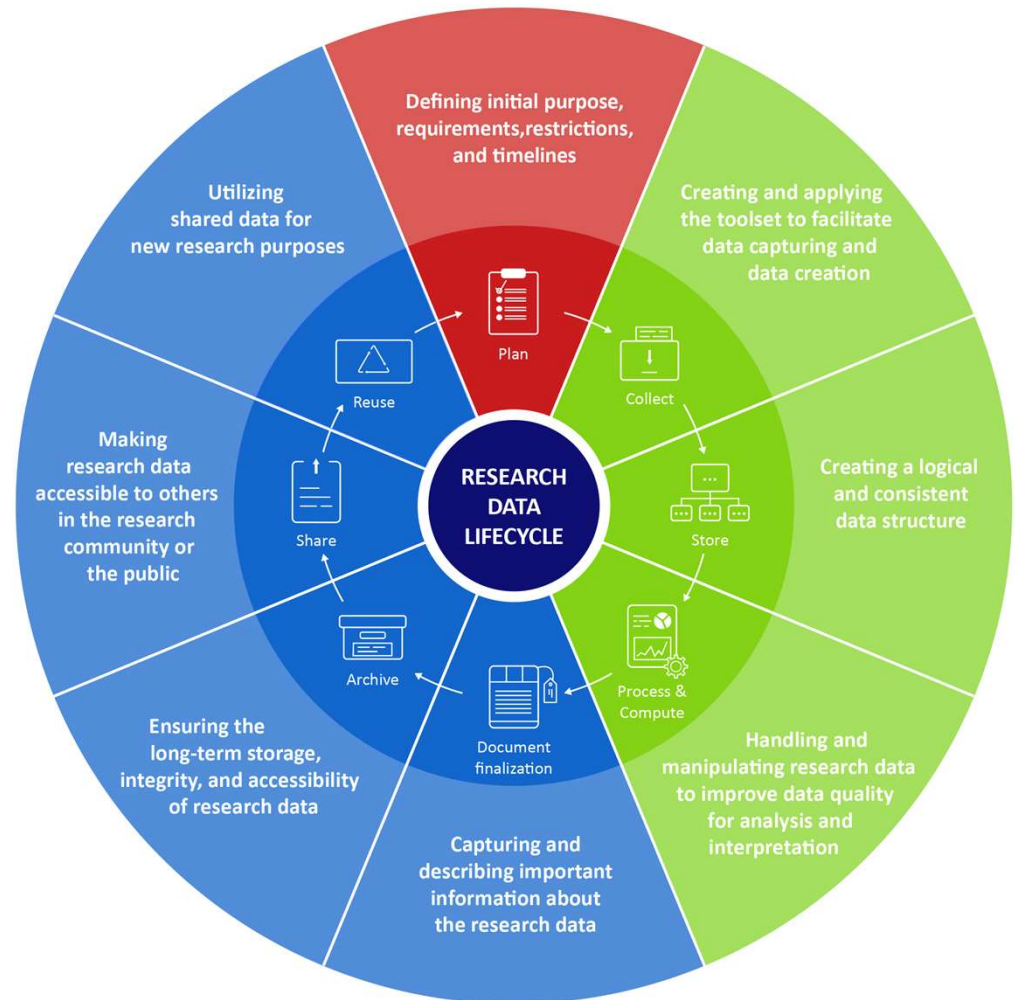 RESEARCH
DATA
LIFECYCLE
Plan
Defining initial purpose,
requirements,restrictions,
and timelines
Collect
Creating and applying
the toolset to facilitate
data capturing and
data creation
Store
Creating a logical
and consistent
data structure
Process &
Compute
Handling and
manipulating research data
to improve data quality
for analysis and
interpretation
Document
finalization
Capturing and
describing important
information about
the research data
Archive
Ensuring the
long-term storage,
integrity, and accessibility
of research data
Share
Making
research data
accessible to others
in the research
community or
the public
Reuse
Utilizing
shared data for
new research purposes